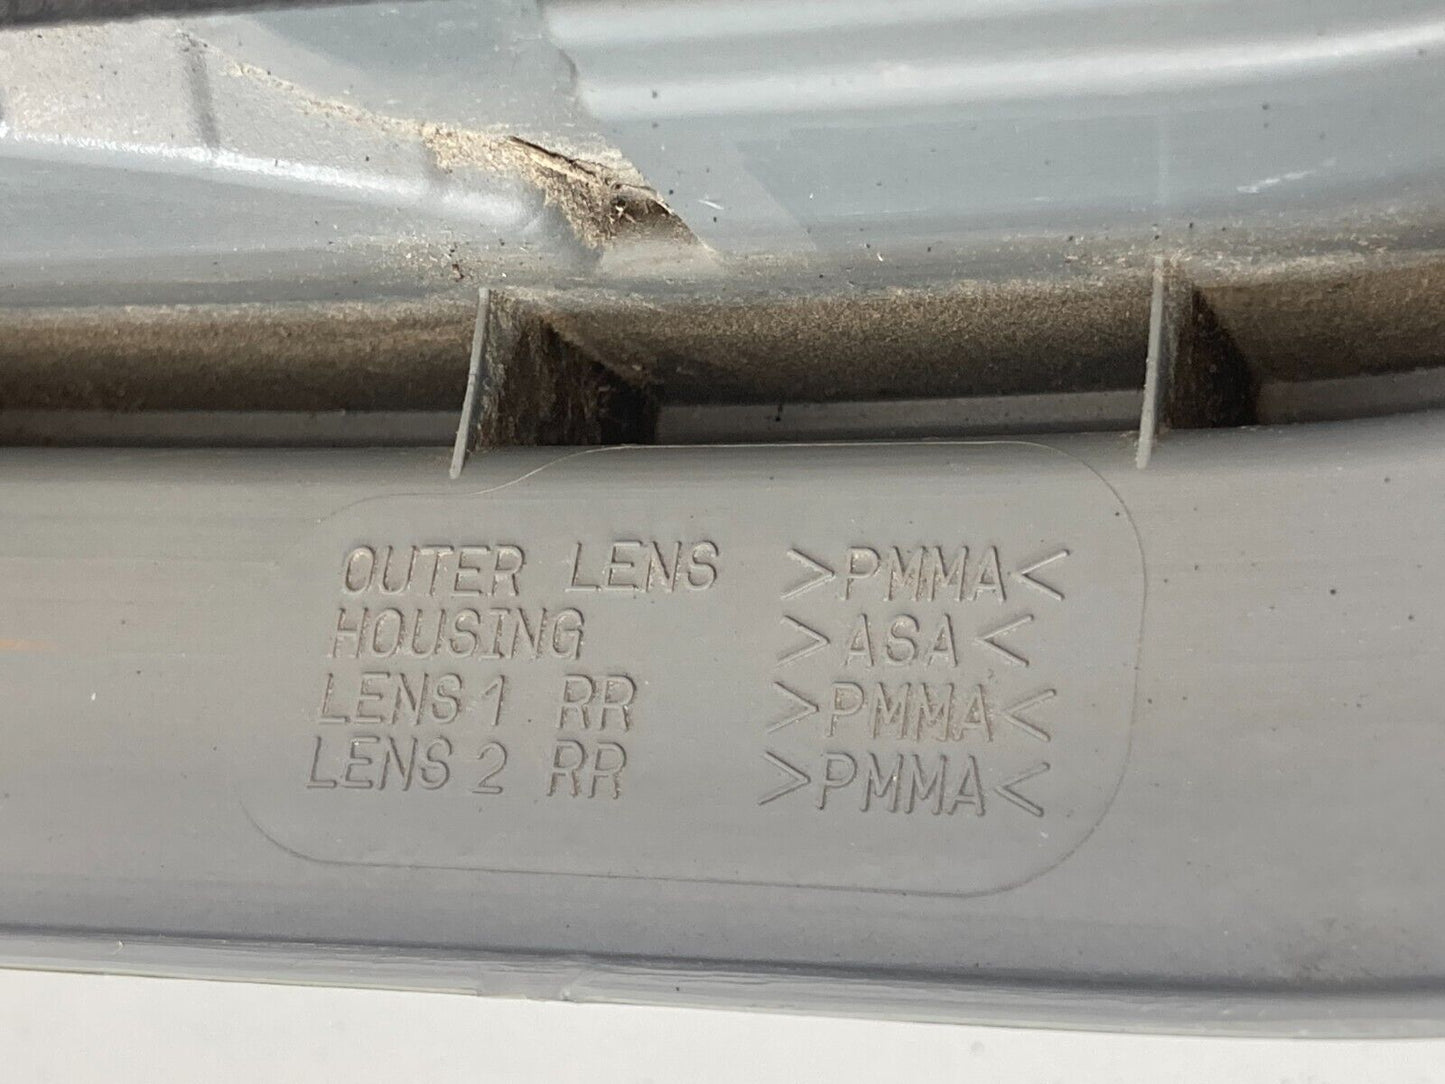 OUTER LENS >PMMA<
HOUSING >ASA<
LENS 1 RR >PMMA<
LENS 2 RR >PMMA<